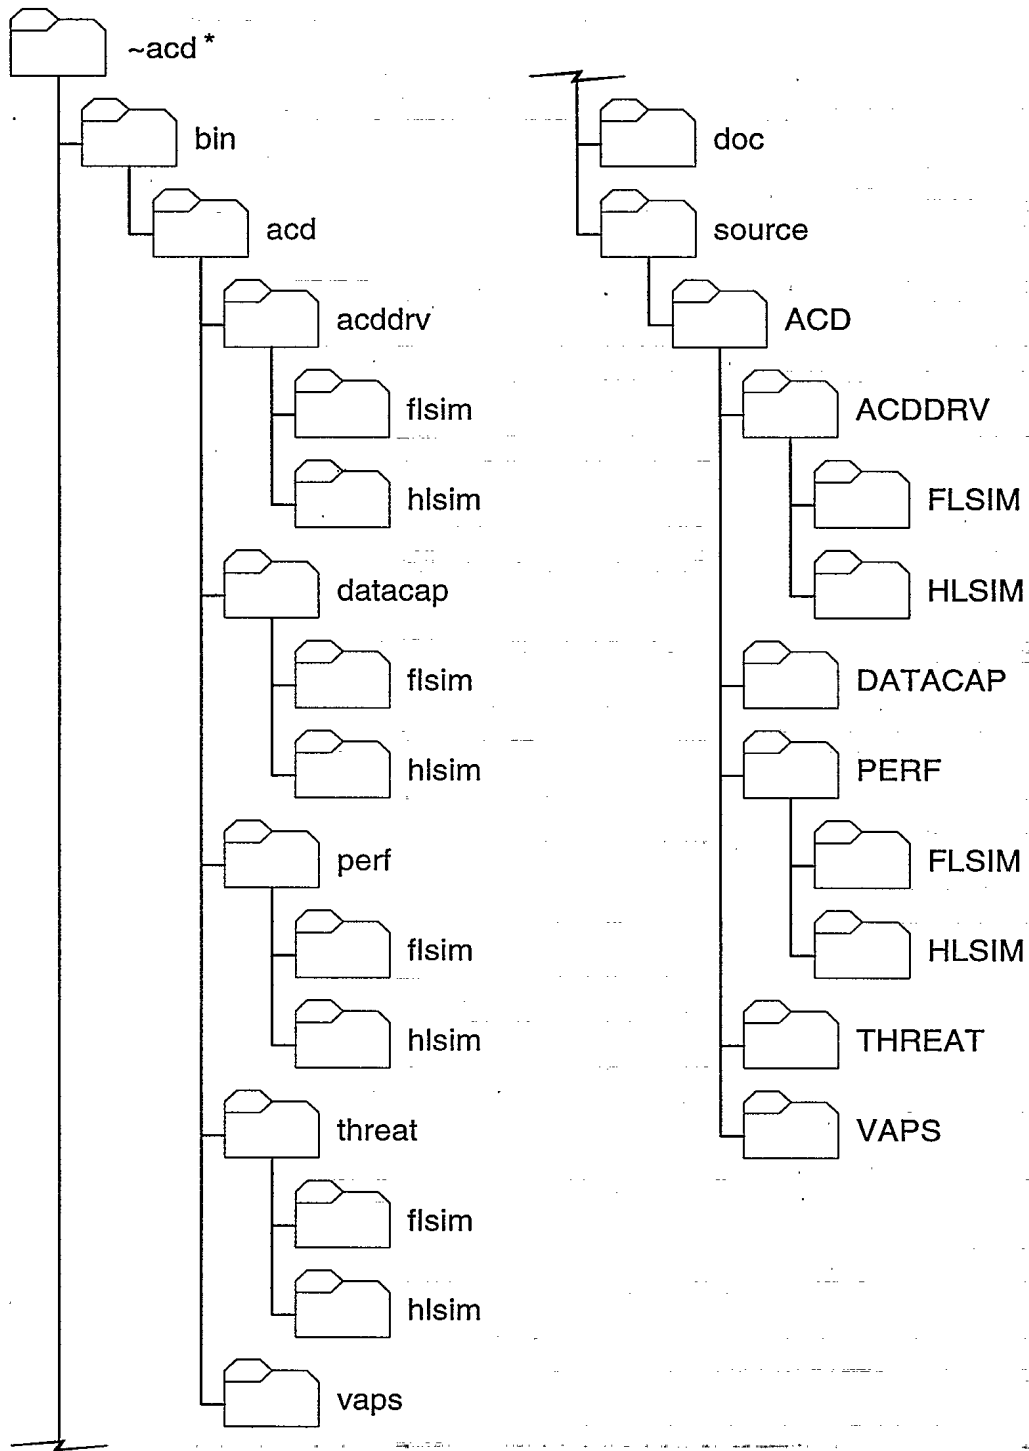 ~acd *
bin
acd
acddrv
flsim
hlsim
datacap
flsim
hlsim
perf
flsim
hlsim
threat
flsim
hlsim
vaps
doc
source
ACD
ACDDRV
FLSIM
HLSIM
DATACAP
PERF
FLSIM
HLSIM
THREAT
VAPS